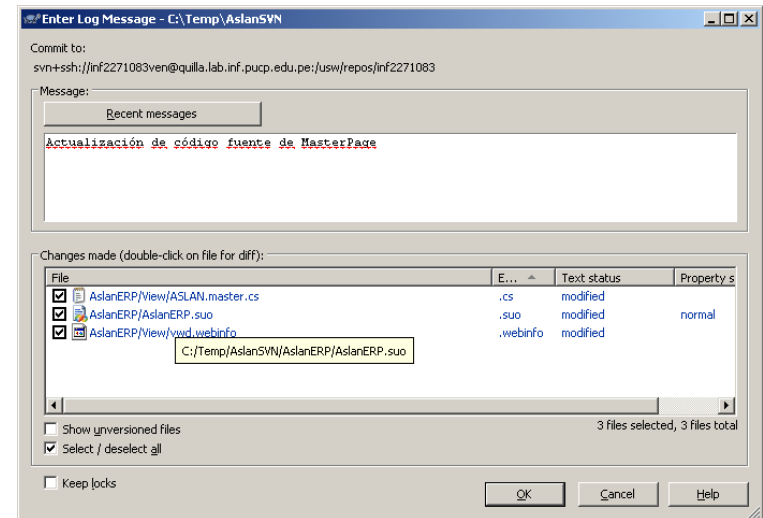 Enter Log Message - C:\Temp\AslanSVN
Commit to:
svn+ssh://inf2271083ven@quilla.lab.inf.pucp.edu.pe:/usw/repos/inf2271083
Message:
Recent messages
Actualización de código fuente de MasterPage
Changes made (double-click on file for diff):
File E... Text status Property s
AslanERP/View/ASLAN.master.cs .cs modified
AslanERP/AslanERP.suo .suo modified normal
AslanERP/View/vwd.webinfo .webinfo modified
C:/Temp/AslanSVN/AslanERP/AslanERP.suo
Show unversioned files 3 files selected, 3 files total
Select / deselect all
Keep locks
OK Cancel Help